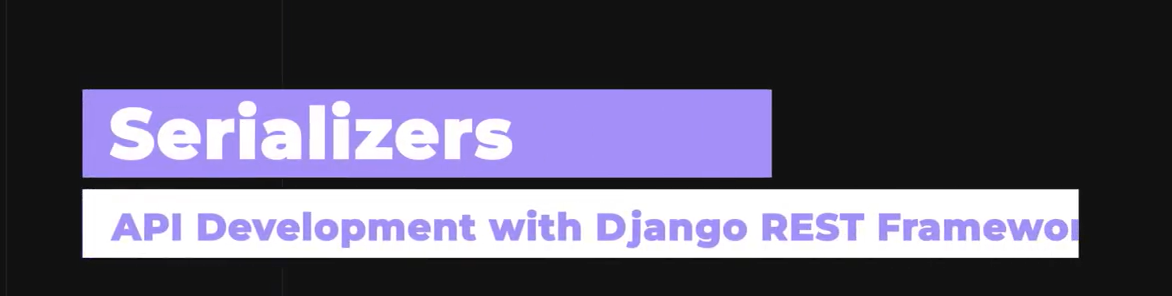 Serializers
API Development with Django REST Framewor